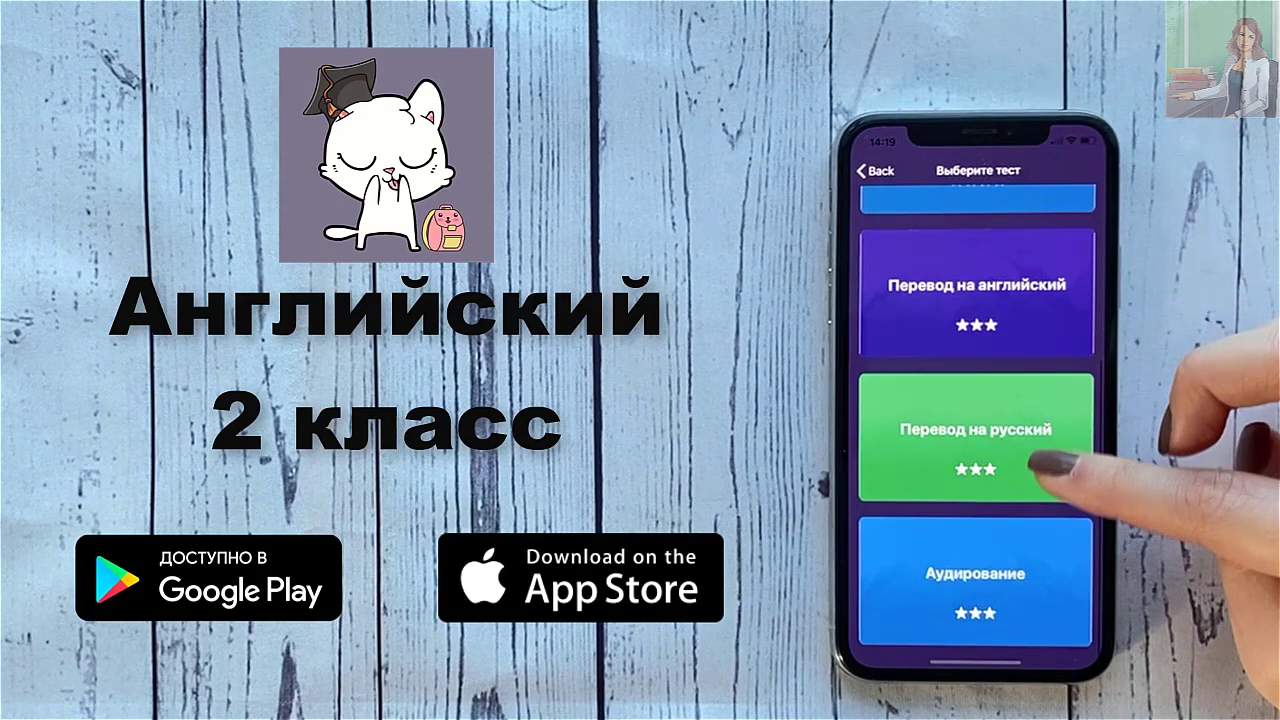 Английский
2 класс
ДОСТУПНО В
Google Play
Download on the
App Store
14:19
Back
Выберите тест
Перевод на английский
Перевод на русский
Аудирование